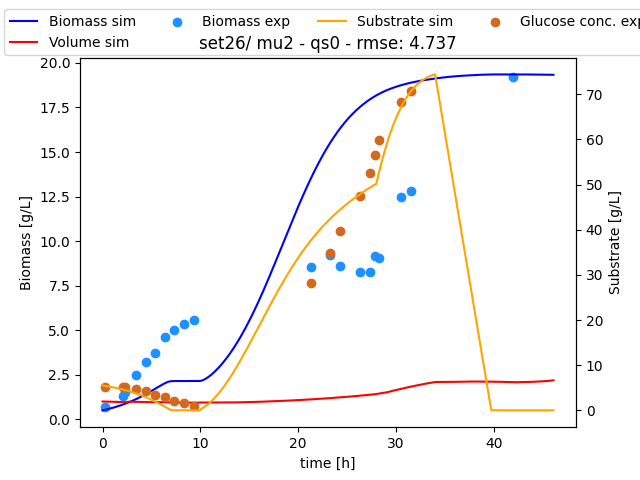 Biomass sim
Biomass exp
Substrate sim
Glucose conc. exp
Volume sim
set26/ mu2 - qs0 - rmse: 4.737
20.0
17.5
15.0
12.5
10.0
7.5
5.0
2.5
0.0
Biomass [g/L]
70
60
50
40
30
20
10
0
Substrate [g/L]
0
10
20
30
40
time [h]